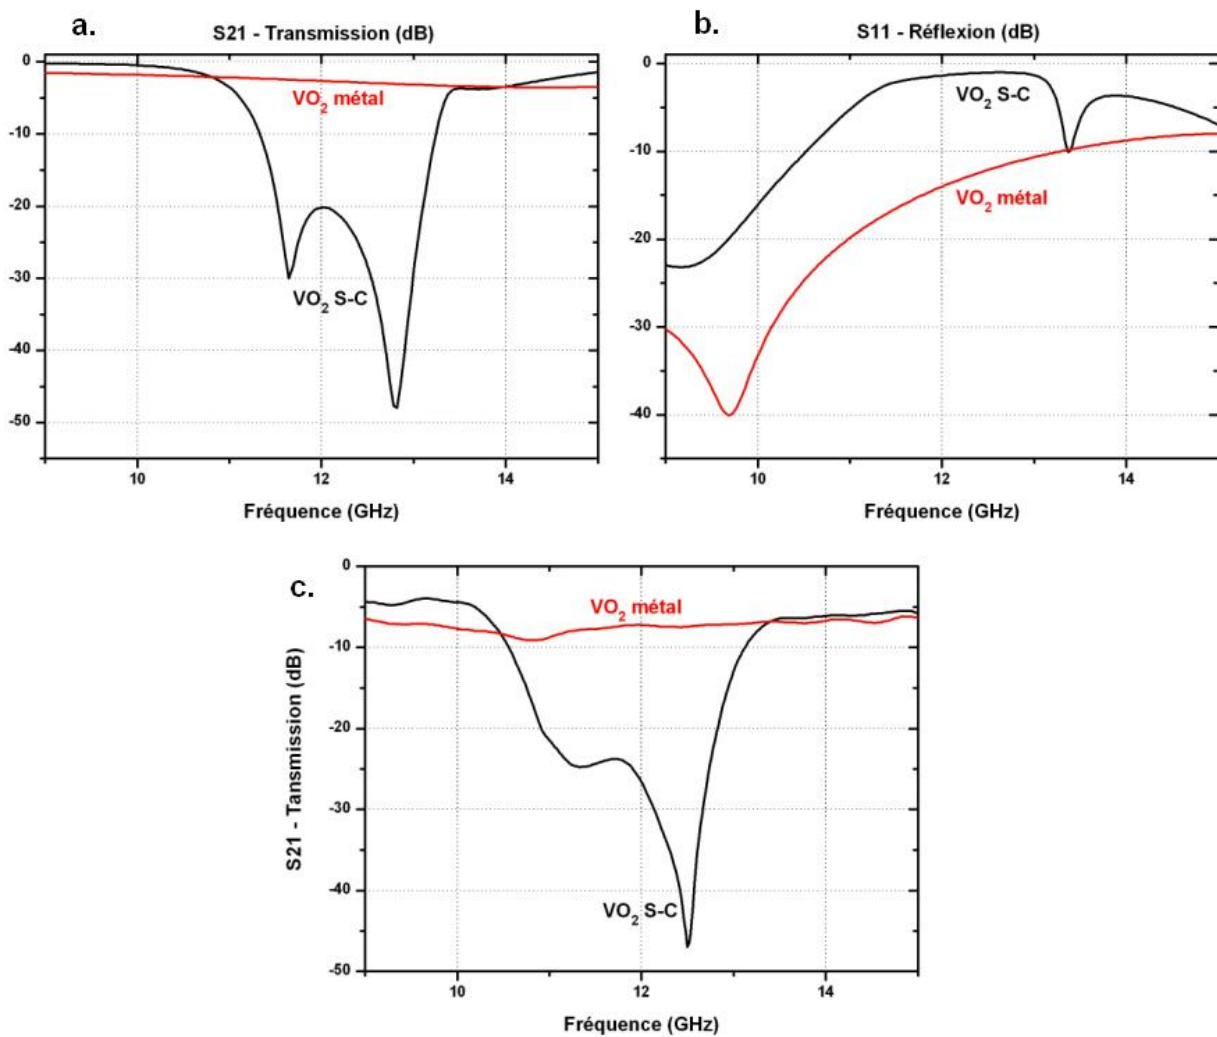 a.
S21 - Transmission (dB)
0
-10
-20
-30
-40
-50
VO2 métal
VO2 S-C
10
12
14
Fréquence (GHz)
b.
S11 - Réflexion (dB)
0
-10
-20
-30
-40
VO2 S-C
VO2 métal
10
12
14
Fréquence (GHz)
c.
S21 - Tansmission (dB)
0
-10
-20
-30
-40
-50
VO2 métal
VO2 S-C
10
12
14
Fréquence (GHz)